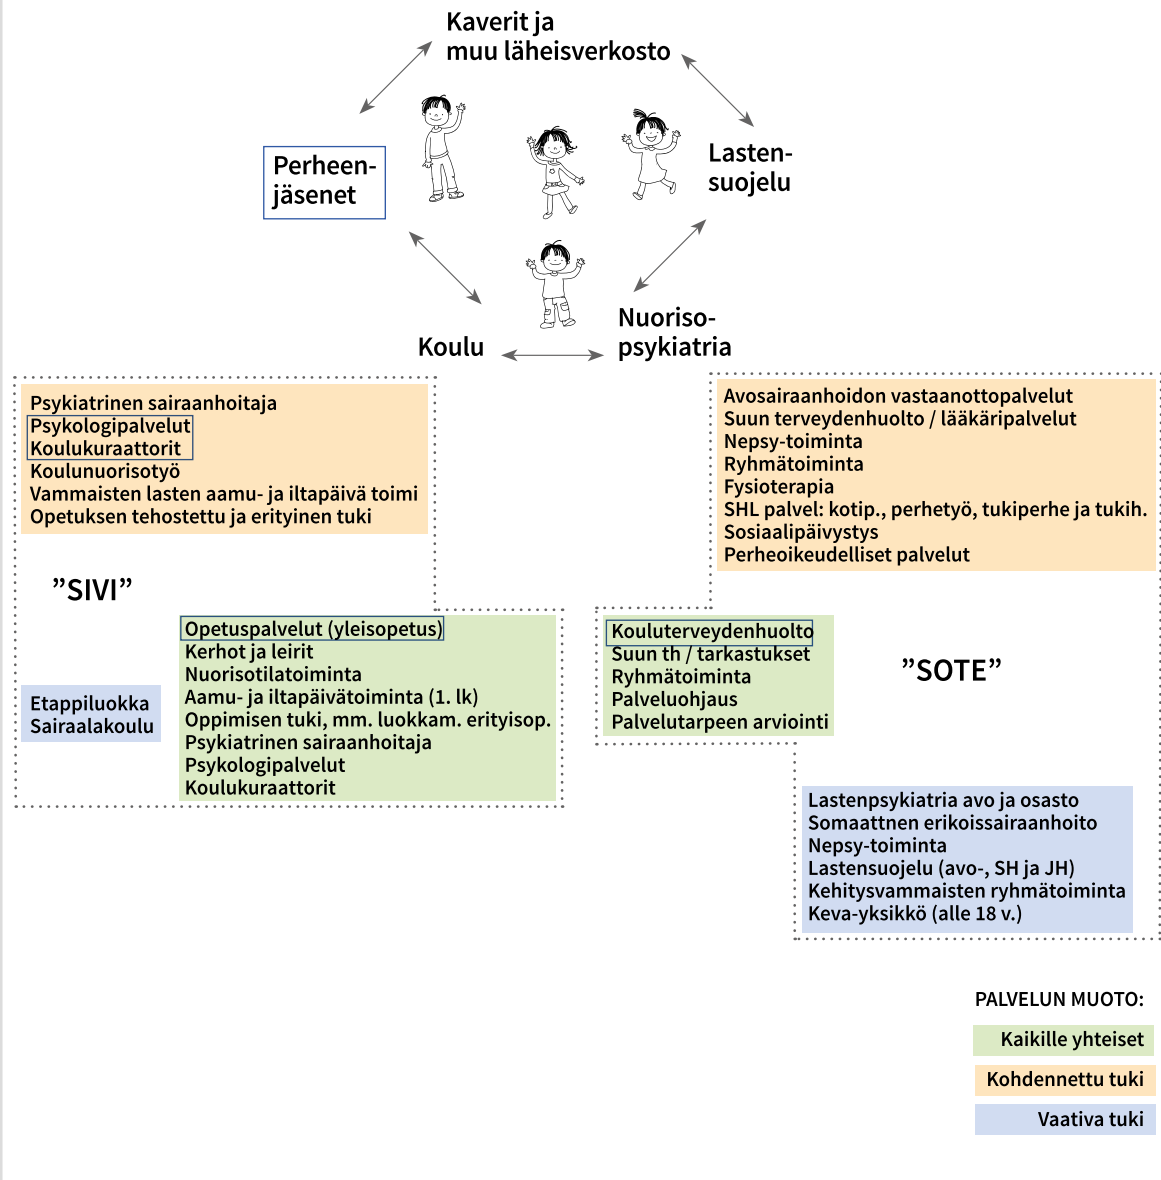 Kaverit ja
muu läheisverkosto
Perheen-
jäsenet
Lasten-
suojelu
Koulu
Nuoriso-
psykiatria
Psykiatrinen sairaanhoitaja
Psykologipalvelut
Koulukuraattorit
Koulunuorisotyö
Vammaisten lasten aamu- ja iltapäivä toimi
Opetuksen tehostettu ja erityinen tuki
”SIVI”
Opetuspalvelut (yleisopetus)
Kerhot ja leirit
Nuorisotilatoiminta
Aamu- ja iltapäivätoiminta (1. lk)
Oppimisen tuki, mm. luokkam. erityisop.
Psykiatrinen sairaanhoitaja
Psykologipalvelut
Koulukuraattorit
Etappiluokka
Sairaalakoulu
Avosairaanhoidon vastaanottopalvelut
Suun terveydenhuolto / lääkäripalvelut
Nepsy-toiminta
Ryhmätoiminta
Fysioterapia
SHL palvel: kotip., perhetyö, tukiperhe ja tukih.
Sosiaalipäivystys
Perheoikeudelliset palvelut
Kouluterveydenhuolto
Suun th / tarkastukset
Ryhmätoiminta
Palveluohjaus
Palvelutarpeen arviointi
”SOTE”
Lastenpsykiatria avo ja osasto
Somaattnen erikoissairaanhoito
Nepsy-toiminta
Lastensuojelu (avo-, SH ja JH)
Kehitysvammaisten ryhmätoiminta
Keva-yksikkö (alle 18 v.)
PALVELUN MUOTO:
Kaikille yhteiset
Kohdennettu tuki
Vaativa tuki